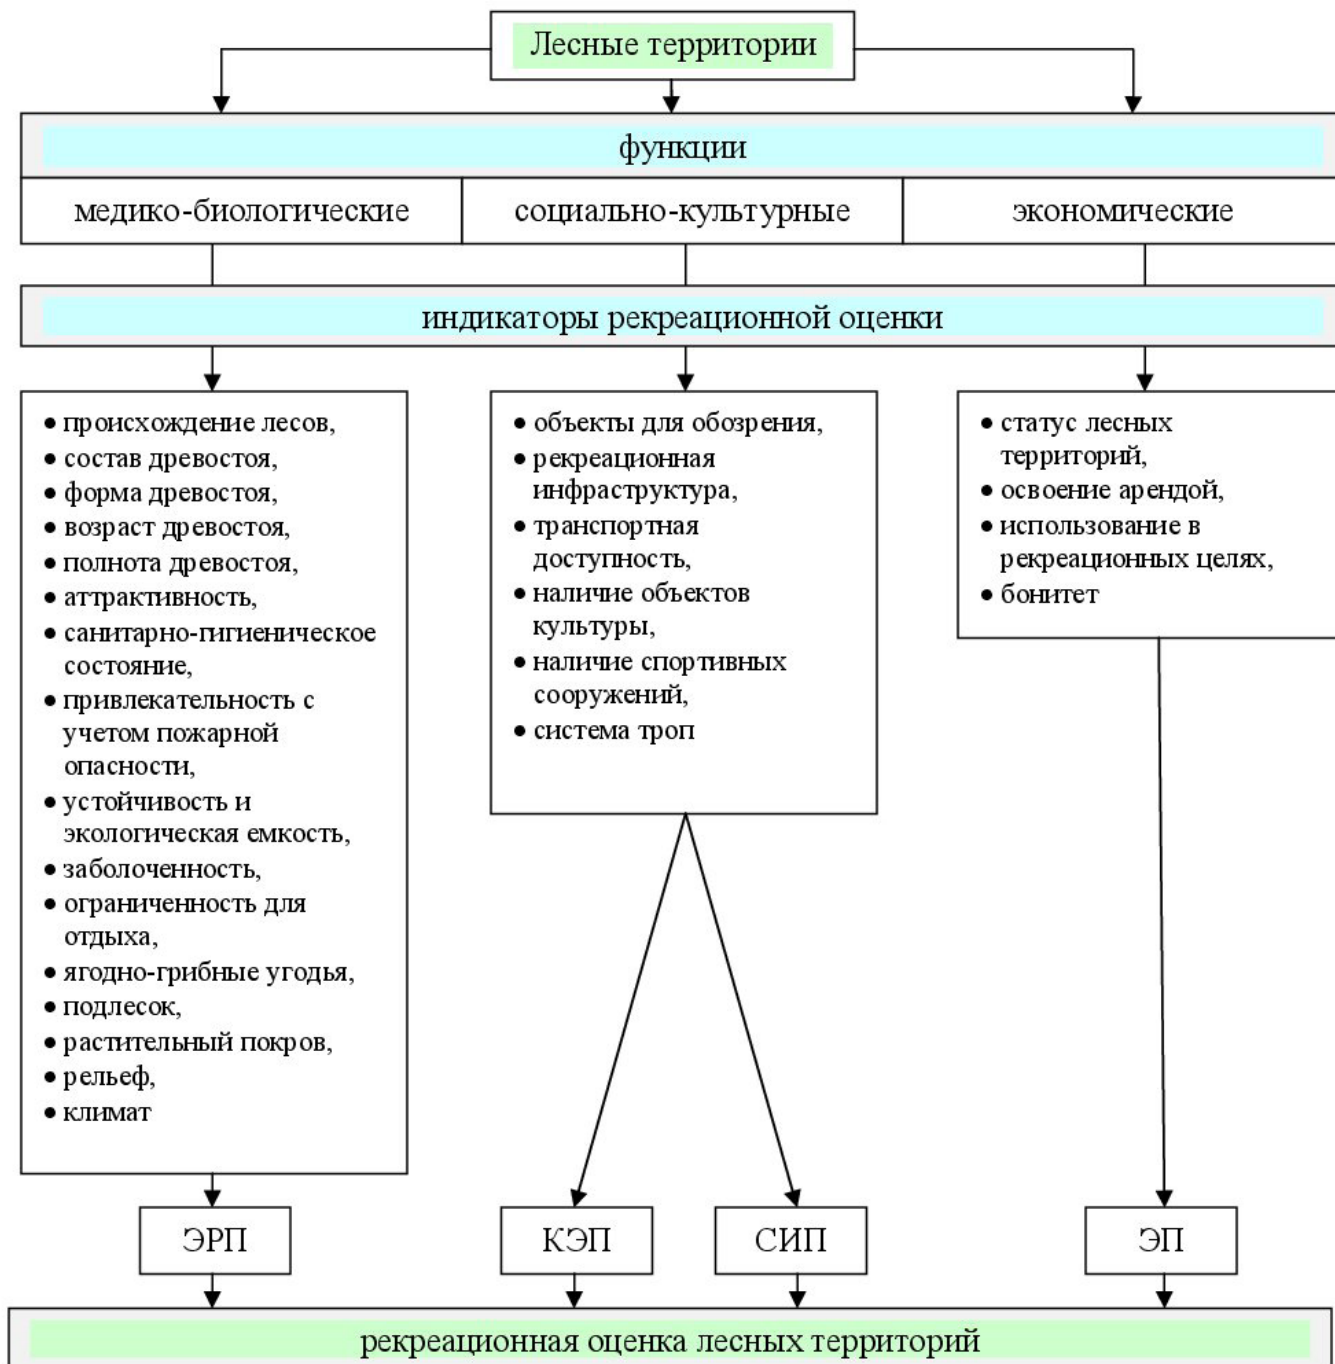 Лесные территории
функции
медико-биологические
социально-культурные
экономические
индикаторы рекреационной оценки
• происхождение лесов,
• состав древостоя,
• форма древостоя,
• возраст древостоя,
• полнота древостоя,
• аттрактивность,
• санитарно-гигиеническое
состояние,
• привлекательность с
учетом пожарной
опасности,
• устойчивость и
экологическая емкость,
• заболоченность,
• ограниченность для
отдыха,
• ягодно-грибные угодья,
• подлесок,
• растительный покров,
• рельеф,
• климат
• объекты для обозрения,
• рекреационная
инфраструктура,
• транспортная
доступность,
• наличие объектов
культуры,
• наличие спортивных
сооружений,
• система троп
• статус лесных
территорий,
• освоение арендой,
• использование в
рекреационных целях,
• бонитет
ЭРП
КЭП
СИП
ЭП
рекреационная оценка лесных территорий